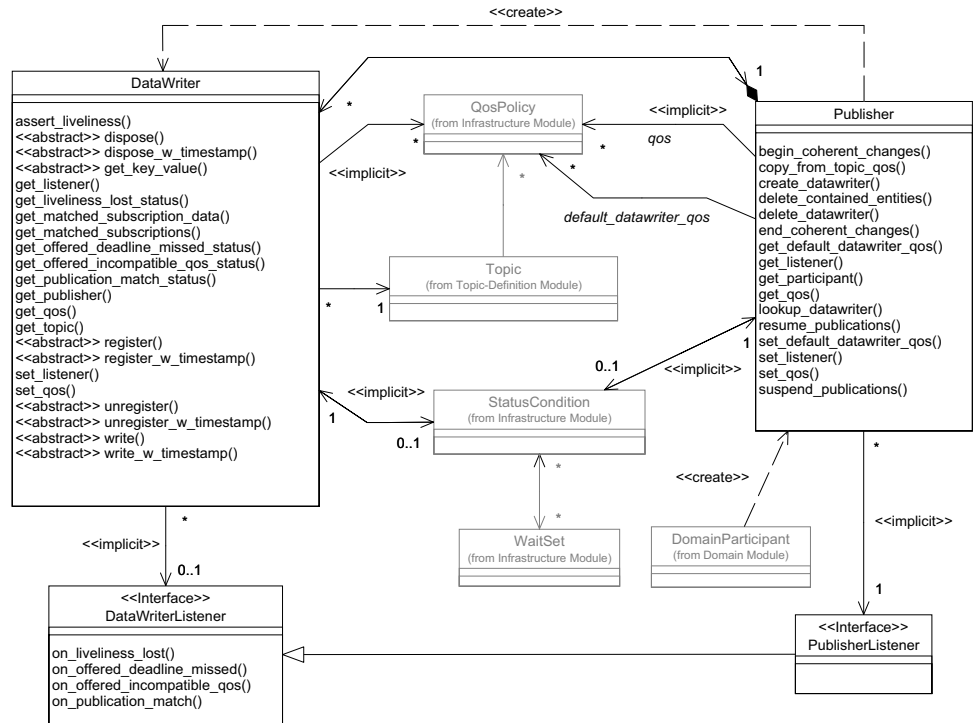 <<create>>
DataWriter
assert_liveliness()
<<abstract>> dispose()
<<abstract>> dispose_w_timestamp()
<<abstract>> get_key_value()
get_listener()
get_liveliness_lost_status()
get_matched_subscription_data()
get_matched_subscriptions()
get_offered_deadline_missed_status()
get_offered_incompatible_qos_status()
get_publication_match_status()
get_publisher()
get_qos()
get_topic()
<<abstract>> register()
<<abstract>> register_w_timestamp()
set_listener()
set_qos()
<<abstract>> unregister()
<<abstract>> unregister_w_timestamp()
<<abstract>> write()
<<abstract>> write_w_timestamp()
*
1
QosPolicy
(from Infrastructure Module)
*
<<implicit>>
<<implicit>>
qos
*
*
*
default_datawriter_qos
Publisher
begin_coherent_changes()
copy_from_topic_qos()
create_datawriter()
delete_contained_entities()
delete_datawriter()
end_coherent_changes()
get_default_datawriter_qos()
get_listener()
get_participant()
get_qos()
lookup_datawriter()
resume_publications()
set_default_datawriter_qos()
set_listener()
set_qos()
suspend_publications()
Topic
(from Topic-Definition Module)
*
1
1
0..1
<<implicit>>
<<implicit>>
1
0..1
StatusCondition
(from Infrastructure Module)
*
*
WaitSet
(from Infrastructure Module)
<<create>>
DomainParticipant
(from Domain Module)
*
<<implicit>>
1
*
<<implicit>>
0..1
<<Interface>>
DataWriterListener
on_liveliness_lost()
on_offered_deadline_missed()
on_offered_incompatible_qos()
on_publication_match()
<<Interface>>
PublisherListener